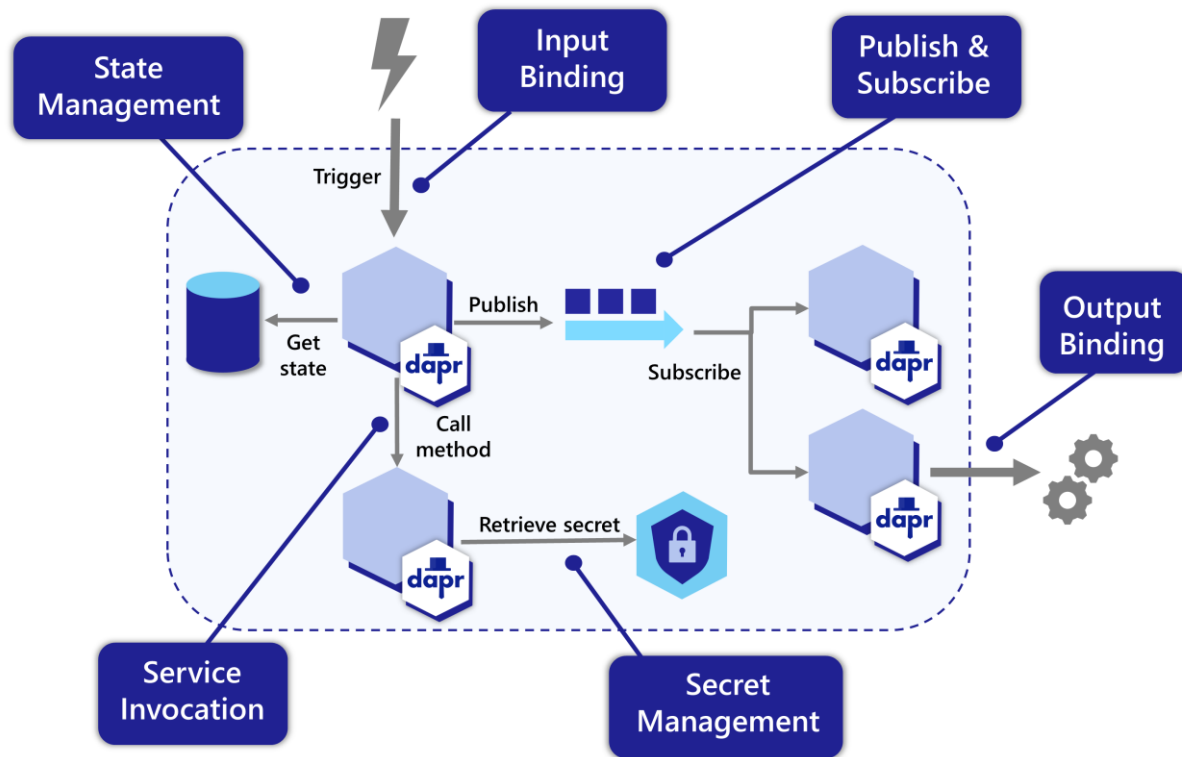 State
Management
Input
Binding
Publish &
Subscribe
Trigger
Publish
Get
state
dapr
Subscribe
dapr
Output
Binding
Call
method
dapr
Retrieve secret
dapr
Service
Invocation
Secret
Management